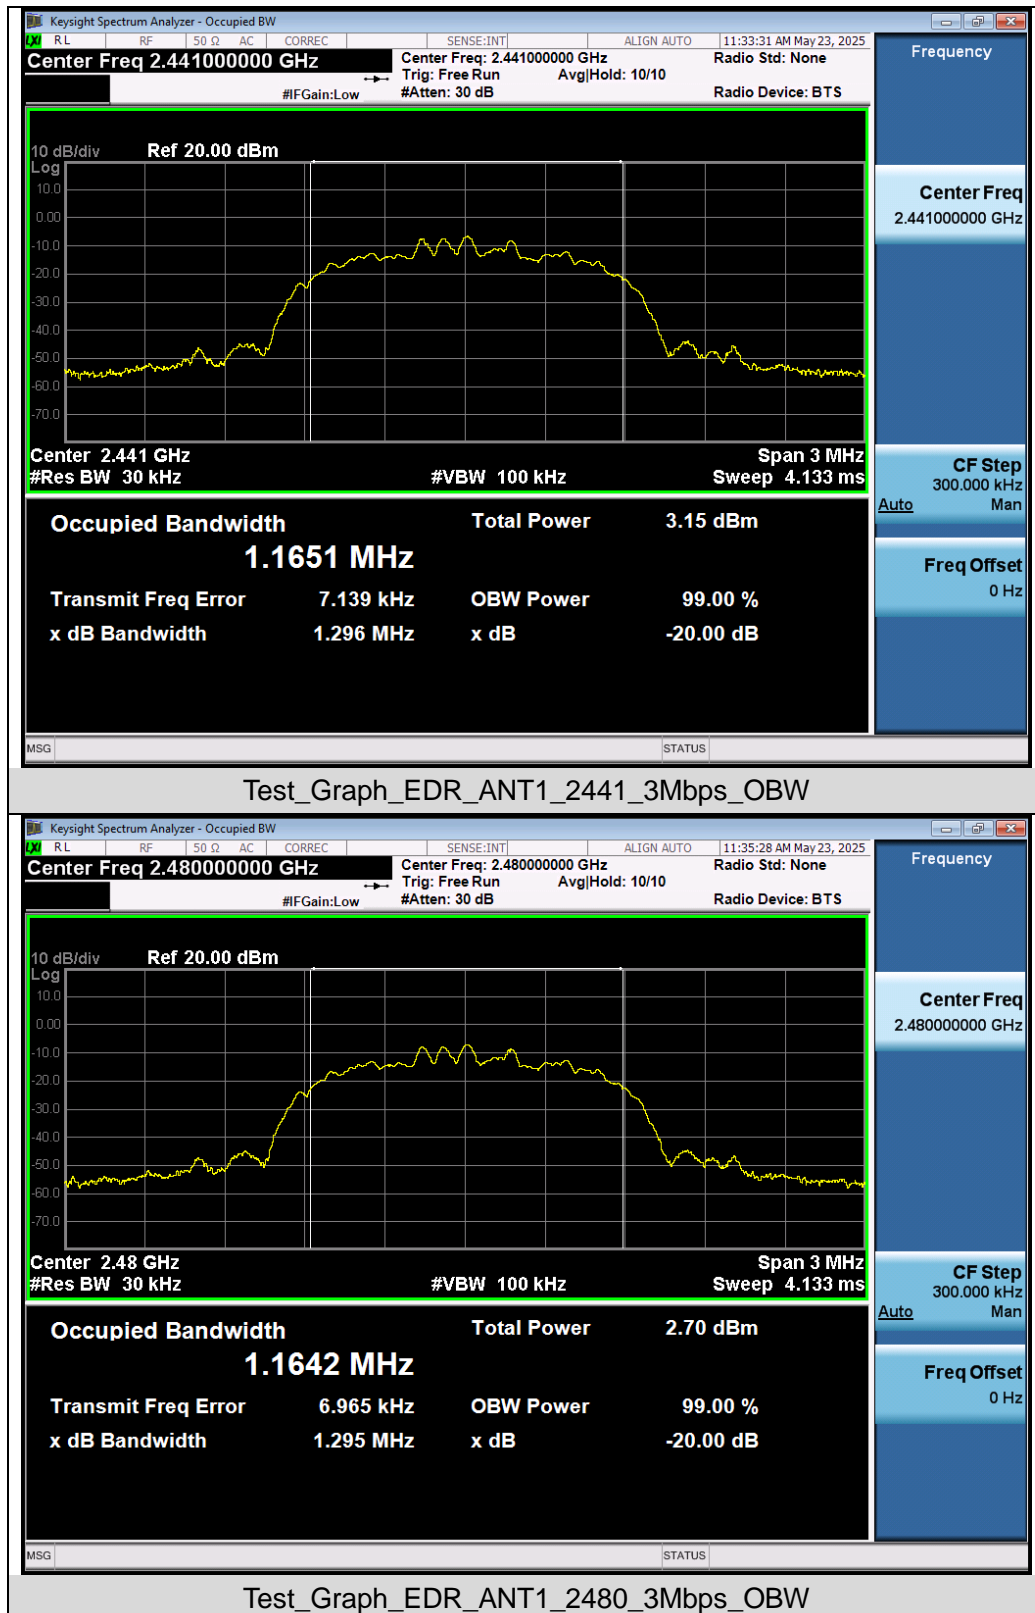 Keysight Spectrum Analyzer - Occupied BW
LXI RL RF 50 Ω AC CORREC SENSE:INT ALIGN AUTO 11:33:31 AM May 23, 2025
Center Freq 2.441000000 GHz
Center Freq: 2.441000000 GHz
Radio Std: None
Trig: Free Run Avg|Hold: 10/10
#IFGain:Low #Atten: 30 dB Radio Device: BTS
Frequency
10 dB/div Ref 20.00 dBm
Log
10.0
0.00
-10.0
-20.0
-30.0
-40.0
-50.0
-60.0
-70.0
Center 2.441 GHz Span 3 MHz
#Res BW 30 kHz #VBW 100 kHz Sweep 4.133 ms
Center Freq
2.441000000 GHz
CF Step
300.000 kHz
Auto Man
Freq Offset
0 Hz
Occupied Bandwidth Total Power 3.15 dBm
1.1651 MHz
Transmit Freq Error 7.139 kHz OBW Power 99.00 %
x dB Bandwidth 1.296 MHz x dB -20.00 dB
MSG STATUS
Test_Graph_EDR_ANT1_2441_3Mbps_OBW
Keysight Spectrum Analyzer - Occupied BW
LXI RL RF 50 Ω AC CORREC SENSE:INT ALIGN AUTO 11:35:28 AM May 23, 2025
Center Freq 2.480000000 GHz
Center Freq: 2.480000000 GHz
Radio Std: None
Trig: Free Run Avg|Hold: 10/10
#IFGain:Low #Atten: 30 dB Radio Device: BTS
Frequency
10 dB/div Ref 20.00 dBm
Log
10.0
0.00
-10.0
-20.0
-30.0
-40.0
-50.0
-60.0
-70.0
Center 2.48 GHz Span 3 MHz
#Res BW 30 kHz #VBW 100 kHz Sweep 4.133 ms
Center Freq
2.480000000 GHz
CF Step
300.000 kHz
Auto Man
Freq Offset
0 Hz
Occupied Bandwidth Total Power 2.70 dBm
1.1642 MHz
Transmit Freq Error 6.965 kHz OBW Power 99.00 %
x dB Bandwidth 1.295 MHz x dB -20.00 dB
MSG STATUS
Test_Graph_EDR_ANT1_2480_3Mbps_OBW